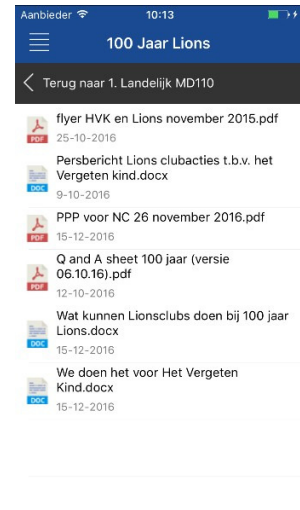 Aanbieder 10:13
100 Jaar Lions
Terug naar 1. Landelijk MD110
flyer HVK en Lions november 2015.pdf
PDF
25-10-2016
Persbericht Lions clubacties t.b.v. het
Vergeten kind.docx
DOC
9-10-2016
PPP voor NC 26 november 2016.pdf
PDF
15-12-2016
Q and A sheet 100 jaar (versie
06.10.16).pdf
PDF
12-10-2016
Wat kunnen Lionsclubs doen bij 100 jaar
Lions.docx
DOC
15-12-2016
We doen het voor Het Vergeten
Kind.docx
DOC
15-12-2016